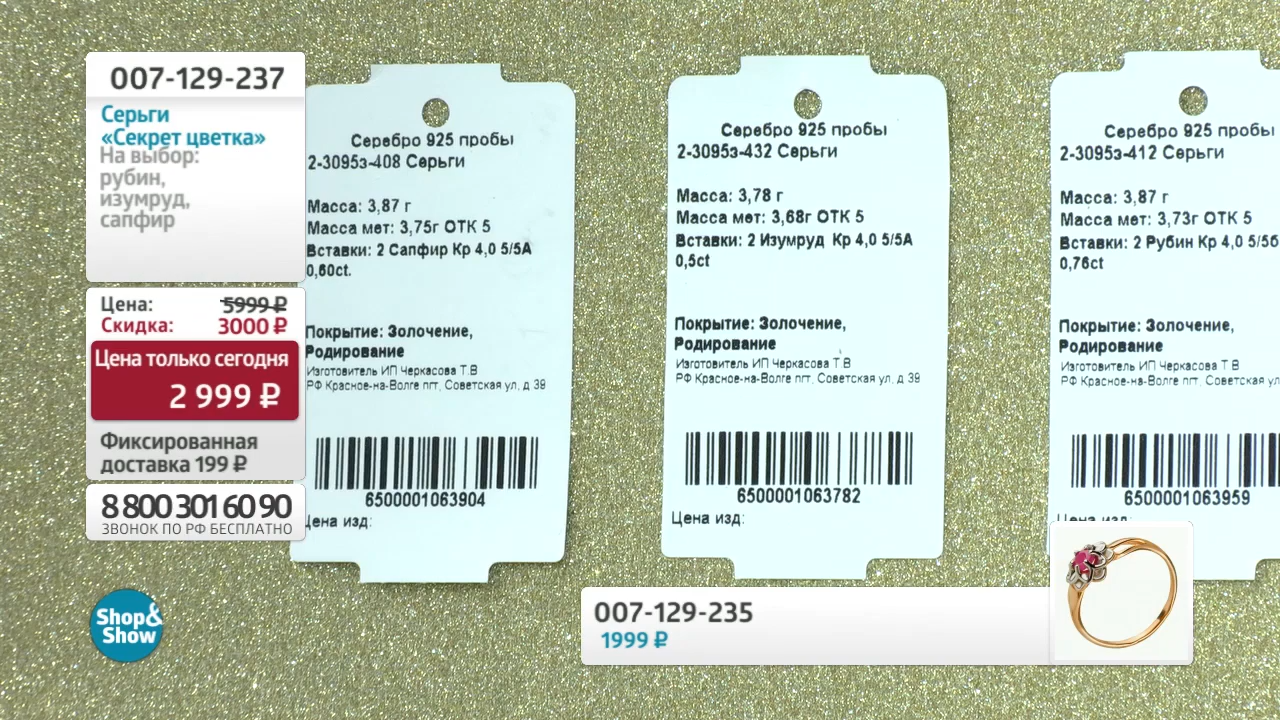 007-129-237
Серьги
«Секрет цветка»
На выбор:
рубин,
изумруд,
сапфир
Цена: 5999 ₽
Скидка: 3000 ₽
Цена только сегодня
2 999 ₽
Фиксированная
доставка 199 ₽
8 800 301 60 90
ЗВОНОК ПО РФ БЕСПЛАТНО
Shop&
Show
Серебро 925 пробы
2-3095з-408 Серьги
Масса: 3,87 г
Масса мет: 3,75г ОТК 5
Вставки: 2 Сапфир Кр 4,0 5/5А
0,60ct.
Покрытие: Золочение,
Родирование
Изготовитель ИП Черкасова Т.В
РФ Красное-на-Волге пгт, Советская ул, д 39
6500001063904
Цена изд:
Серебро 925 пробы
2-3095з-432 Серьги
Масса: 3,78 г
Масса мет: 3,68г ОТК 5
Вставки: 2 Изумруд Кр 4,0 5/5А
0,5ct
Покрытие: Золочение,
Родирование
Изготовитель ИП Черкасова Т.В
РФ Красное-на-Волге пгт, Советская ул, д 39
6500001063782
Цена изд:
Серебро 925 пробы
2-3095з-412 Серьги
Масса: 3,87 г
Масса мет: 3,73г ОТК 5
Вставки: 2 Рубин Кр 4,0 5/5б
0,76ct
Покрытие: Золочение,
Родирование
Изготовитель ИП Черкасова Т.В
РФ Красное-на-Волге пгт, Советская у
6500001063959
Цена изд:
007-129-235
1999 ₽